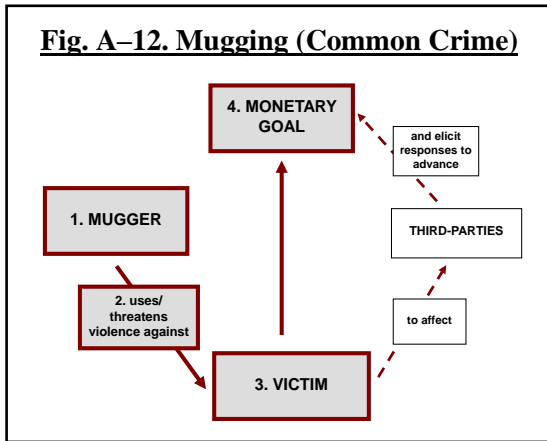 Fig. A–12. Mugging (Common Crime)
4. MONETARY
GOAL
and elicit
responses to
advance
1. MUGGER
THIRD-PARTIES
2. uses/
threatens
violence against
to affect
3. VICTIM